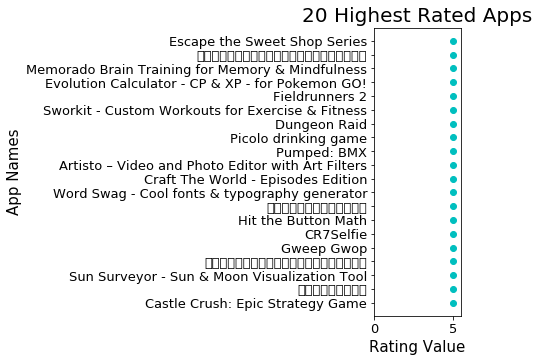 20 Highest Rated Apps
Escape the Sweet Shop Series
Memorado Brain Training for Memory & Mindfulness
Evolution Calculator - CP & XP - for Pokemon GO!
Fieldrunners 2
Sworkit - Custom Workouts for Exercise & Fitness
Dungeon Raid
Picolo drinking game
Pumped: BMX
Artisto – Video and Photo Editor with Art Filters
Craft The World - Episodes Edition
Word Swag - Cool fonts & typography generator
Hit the Button Math
CR7Selfie
Gweep Gwop
Sun Surveyor - Sun & Moon Visualization Tool
Castle Crush: Epic Strategy Game
App Names
0
5
Rating Value